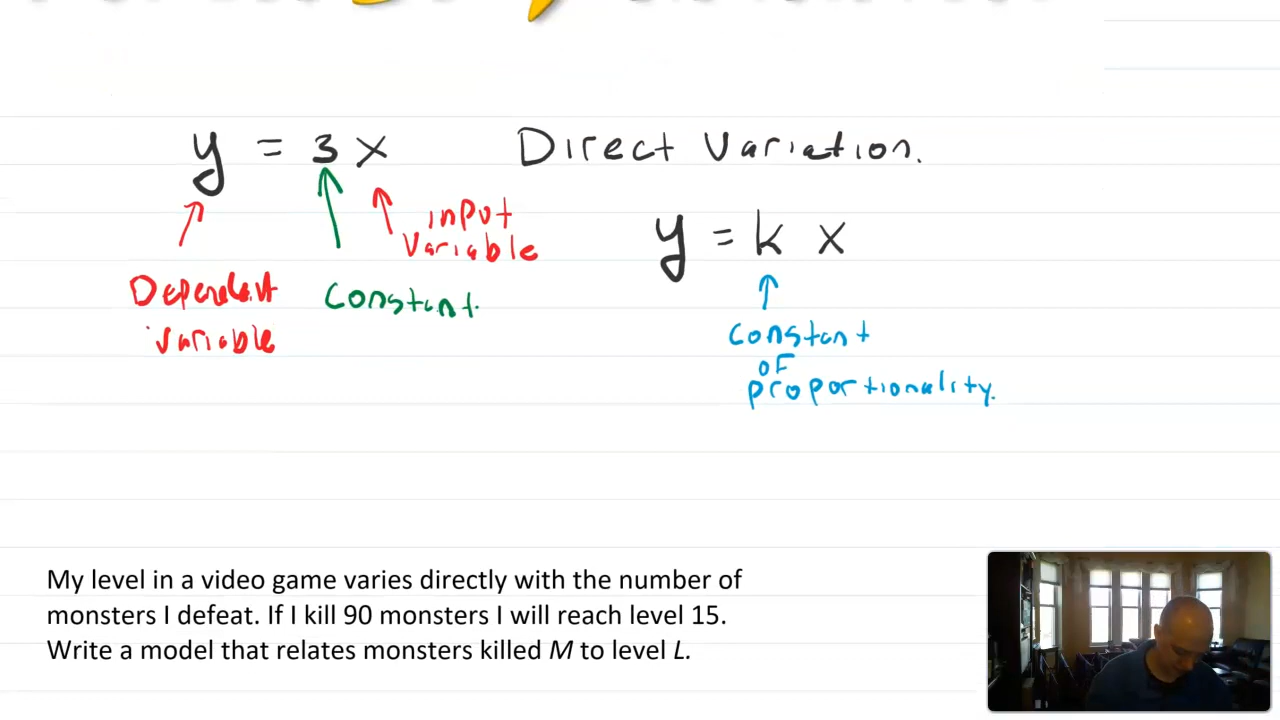 y = 3x Direct Variation.
input
variable
y = k x
Dependent
variable
constant.
constant
of
proportionality.
My level in a video game varies directly with the number of
monsters I defeat. If I kill 90 monsters I will reach level 15.
Write a model that relates monsters killed M to level L.